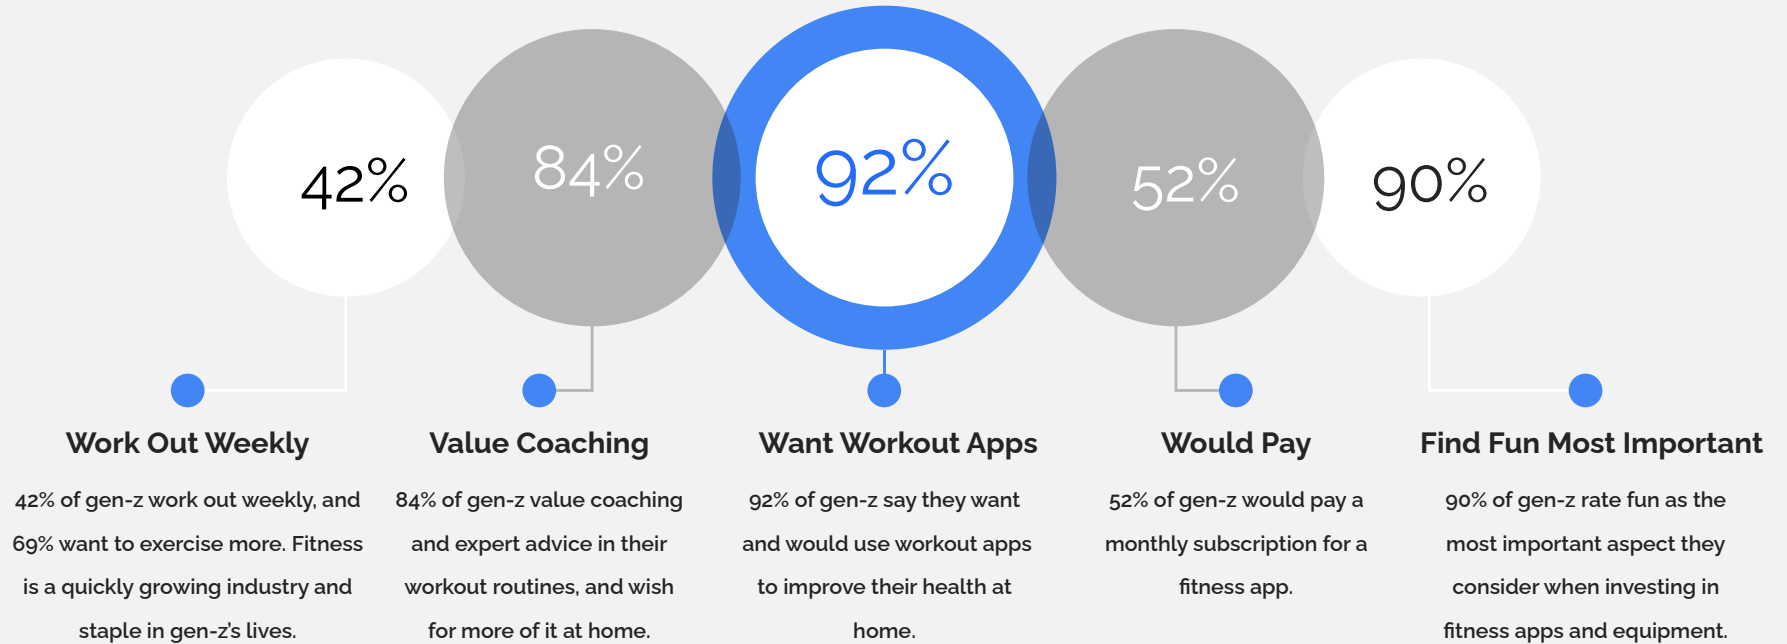 42%
84%
92%
52%
90%
Work Out Weekly
42% of gen-z work out weekly, and
69% want to exercise more. Fitness
is a quickly growing industry and
staple in gen-z's lives.
Value Coaching
84% of gen-z value coaching
and expert advice in their
workout routines, and wish
for more of it at home.
Want Workout Apps
92% of gen-z say they want
and would use workout apps
to improve their health at
home.
Would Pay
52% of gen-z would pay a
monthly subscription for a
fitness app.
Find Fun Most Important
90% of gen-z rate fun as the
most important aspect they
consider when investing in
fitness apps and equipment.